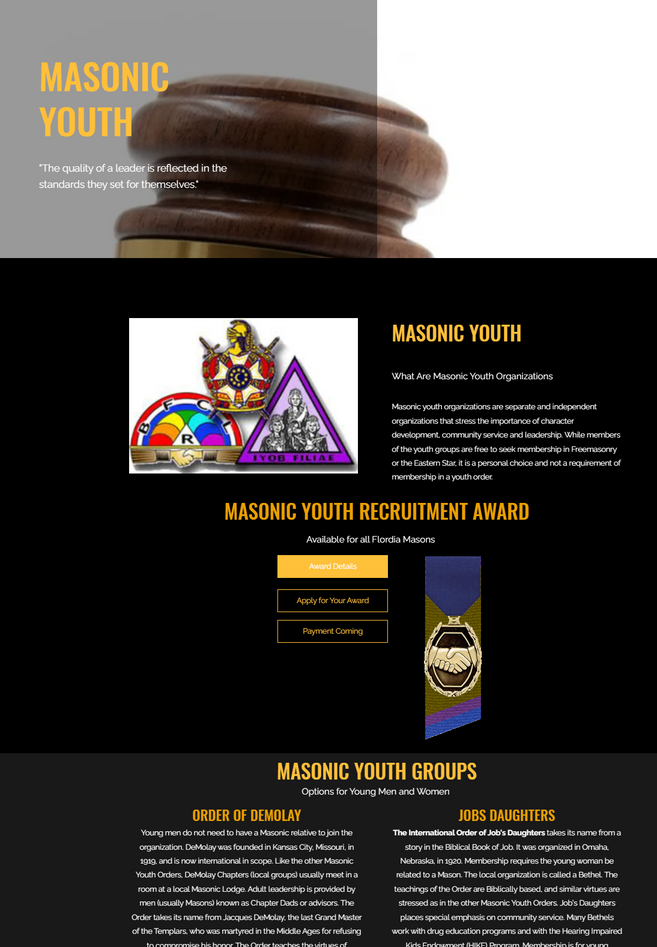 MASONIC
YOUTH
"The quality of a leader is reflected in the
standards they set for themselves."
B F C L
R
IYOB FILIAE
MASONIC YOUTH
What Are Masonic Youth Organizations
Masonic youth organizations are separate and independent
organizations that stress the importance of character
development, community service and leadership. While members
of the youth groups are free to seek membership in Freemasonry
or the Eastern Star, it is a personal choice and not a requirement of
membership in a youth order.
MASONIC YOUTH RECRUITMENT AWARD
Available for all Flordia Masons
Award Details
Apply for Your Award
Payment Coming
MASONIC YOUTH GROUPS
Options for Young Men and Women
ORDER OF DEMOLAY
Young men do not need to have a Masonic relative to join the
organization. DeMolay was founded in Kansas City, Missouri, in
1919, and is now international in scope. Like the other Masonic
Youth Orders, DeMolay Chapters (local groups) usually meet in a
room at a local Masonic Lodge. Adult leadership is provided by
men (usually Masons) known as Chapter Dads or advisors. The
Order takes its name from Jacques DeMolay, the last Grand Master
of the Templars, who was martyred in the Middle Ages for refusing
to compromise his honor. The Order teaches the virtues of
JOBS DAUGHTERS
The International Order of Job's Daughters takes its name from a
story in the Biblical Book of Job. It was organized in Omaha,
Nebraska, in 1920. Membership requires the young woman be
related to a Mason. The local organization is called a Bethel. The
teachings of the Order are Biblically based, and similar virtues are
stressed as in the other Masonic Youth Orders. Job's Daughters
places special emphasis on community service. Many Bethels
work with drug education programs and with the Hearing Impaired
Kids Endowment (HIKE) Program. Membership is for young